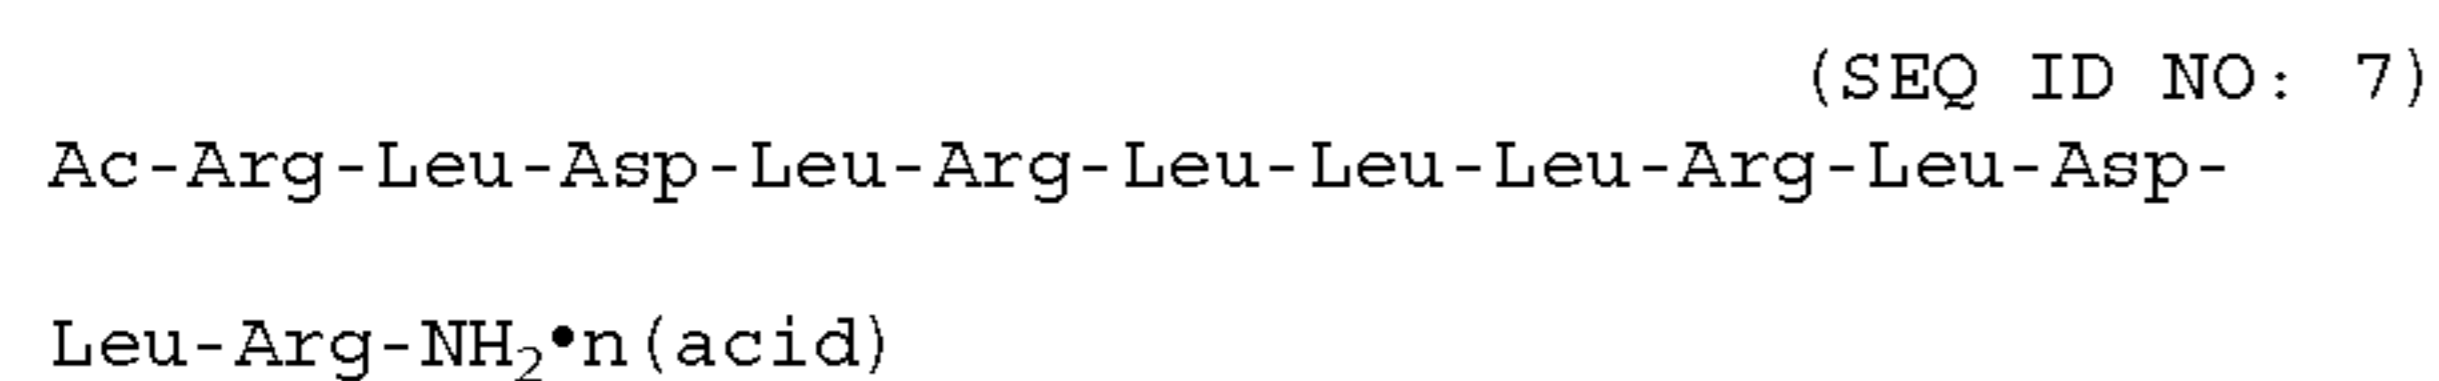 (SEQ ID NO: 7)
Ac-Arg-Leu-Asp-Leu-Arg-Leu-Leu-Leu-Arg-Leu-Asp-
Leu-Arg-NH₂•n(acid)